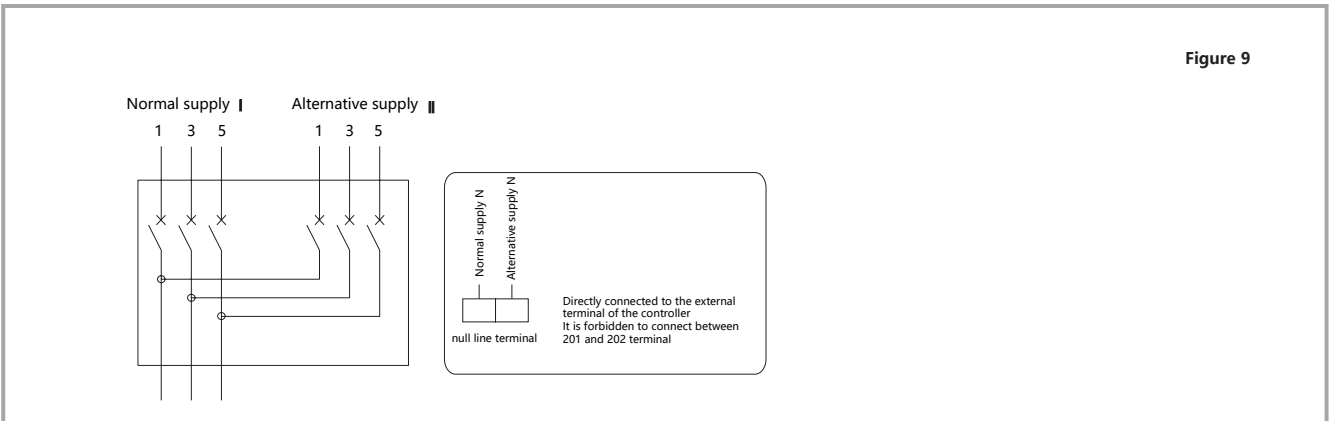 Figure 9
Normal supply I
Alternative supply II
1 3 5
1 3 5
Normal supply N
Alternative supply N
null line terminal
Directly connected to the external
terminal of the controller
It is forbidden to connect between
201 and 202 terminal